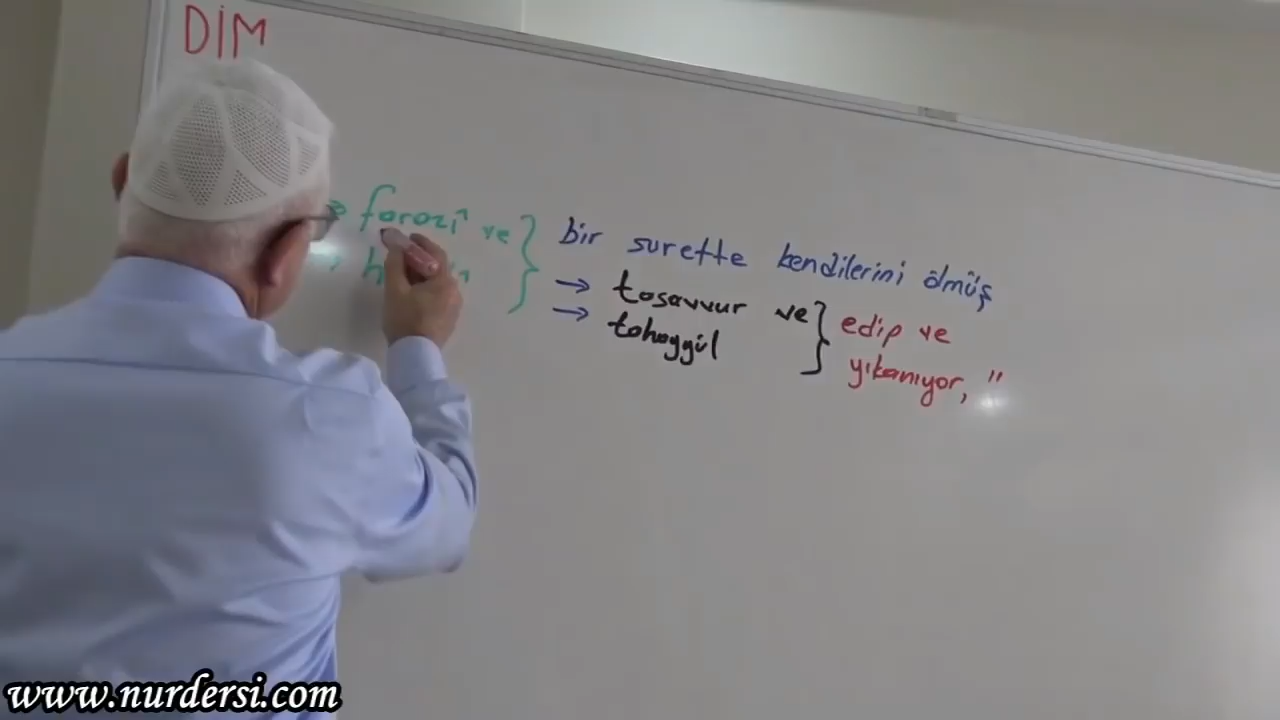 DİM
farazî ve } bir surette kendilerini ölmüş
→ tasavvur ve } edip ve
→ tahayyül yıkanıyor, "
www.nurdersi.com